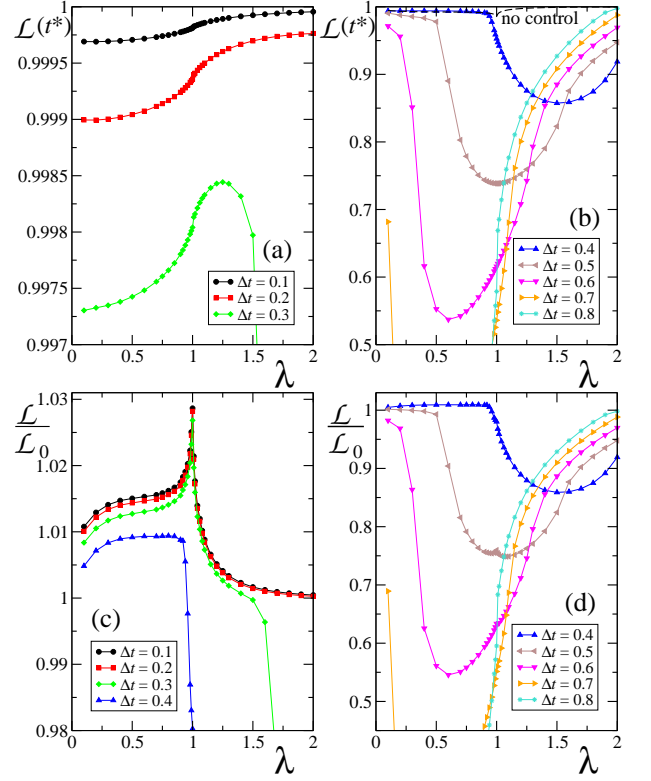 ℒ(t*)
0.9995
0.999
0.9985
0.998
0.9975
0.997
0 0.5 1 1.5 2
λ
(a)
Δt = 0.1
Δt = 0.2
Δt = 0.3
ℒ(t*)
1
0.9
0.8
0.7
0.6
0.5
0 0.5 1 1.5 2
λ
no control
(b)
Δt = 0.4
Δt = 0.5
Δt = 0.6
Δt = 0.7
Δt = 0.8
ℒ
ℒ0
1.03
1.02
1.01
1
0.99
0.98
0 0.5 1 1.5 2
λ
(c)
Δt = 0.1
Δt = 0.2
Δt = 0.3
Δt = 0.4
ℒ
ℒ0
1
0.9
0.8
0.7
0.6
0.5
0 0.5 1 1.5 2
λ
(d)
Δt = 0.4
Δt = 0.5
Δt = 0.6
Δt = 0.7
Δt = 0.8